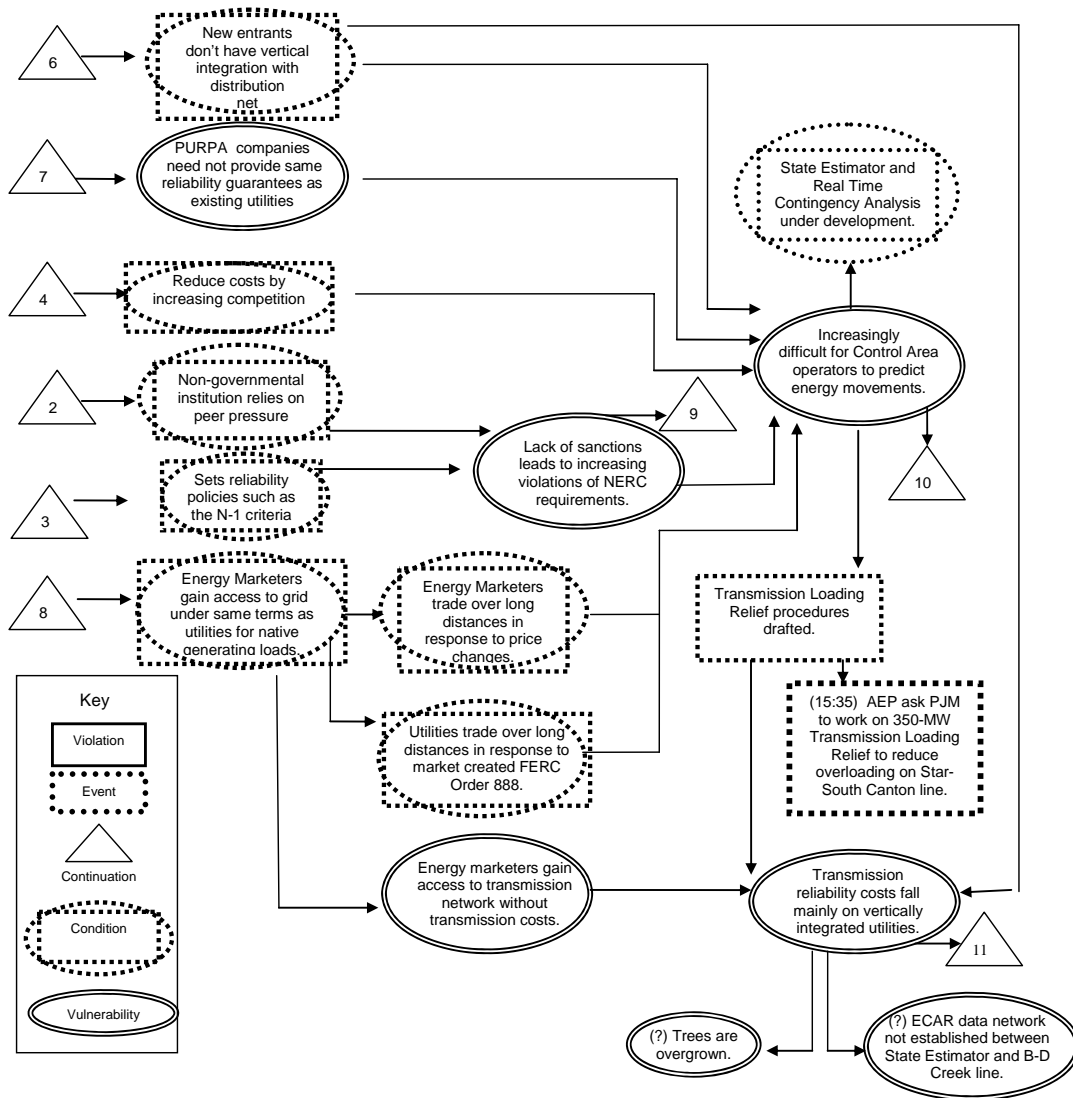 6
New entrants
don't have vertical
integration with
distribution
net
7
PURPA companies
need not provide same
reliability guarantees as
existing utilities
State Estimator and
Real Time
Contingency Analysis
under development.
4
Reduce costs by
increasing competition
Increasingly
difficult for Control Area
operators to predict
energy movements.
2
Non-governmental
institution relies on
peer pressure
9
Lack of sanctions
leads to increasing
violations of NERC
requirements.
10
3
Sets reliability
policies such as
the N-1 criteria
8
Energy Marketers
gain access to grid
under same terms as
utilities for native
generating loads.
Energy Marketers
trade over long
distances in
response to price
changes.
Transmission Loading
Relief procedures
drafted.
(15:35) AEP ask PJM
to work on 350-MW
Transmission Loading
Relief to reduce
overloading on Star-
South Canton line.
Utilities trade over long
distances in response to
market created FERC
Order 888.
Key
Violation
Event
Continuation
Condition
Vulnerability
Energy marketers gain
access to transmission
network without
transmission costs.
Transmission
reliability costs fall
mainly on vertically
integrated utilities.
11
(?) Trees are
overgrown.
(?) ECAR data network
not established between
State Estimator and B-D
Creek line.